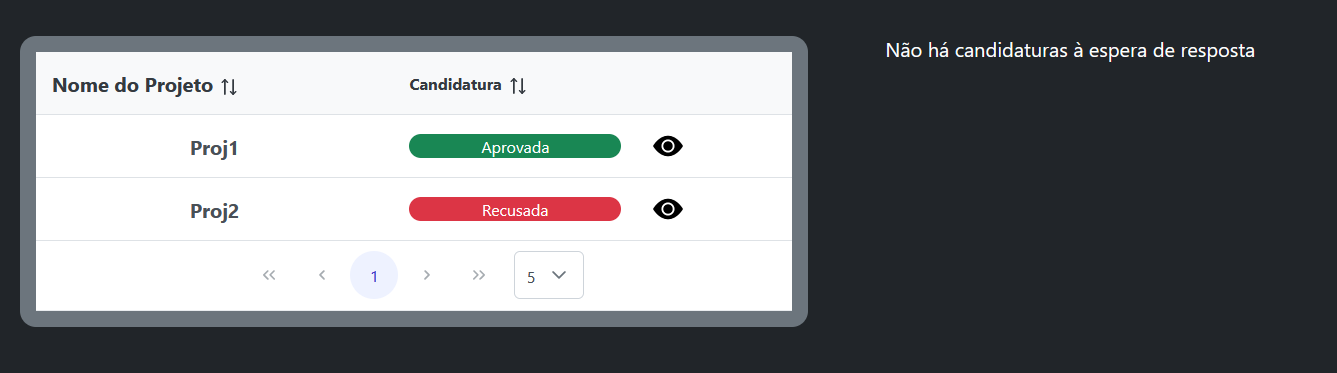 Não há candidaturas à espera de resposta
Nome do Projeto Candidatura
Proj1 Aprovada
Proj2 Recusada
1 5